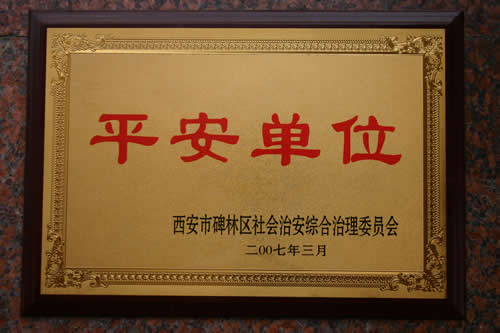 平安单位
西安市碑林区社会治安综合治理委员会
二00七年三月